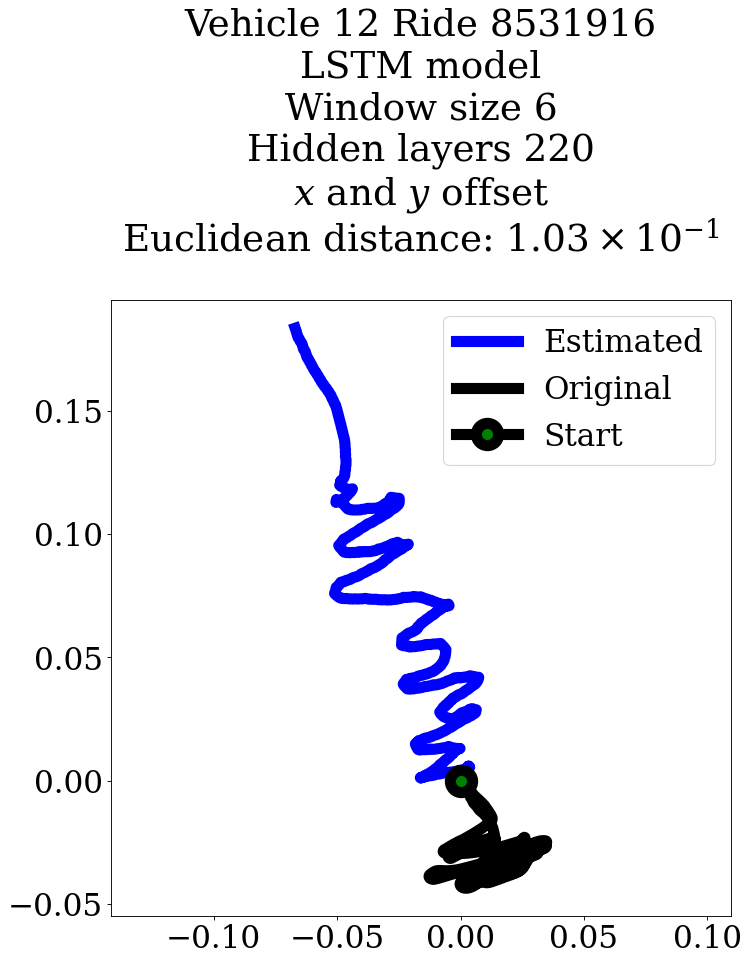 Vehicle 12 Ride 8531916
LSTM model
Window size 6
Hidden layers 220
x and y offset
Euclidean distance: 1.03 × 10⁻¹
Estimated
Original
Start
0.15
0.10
0.05
0.00
−0.05
−0.10 −0.05 0.00 0.05 0.10